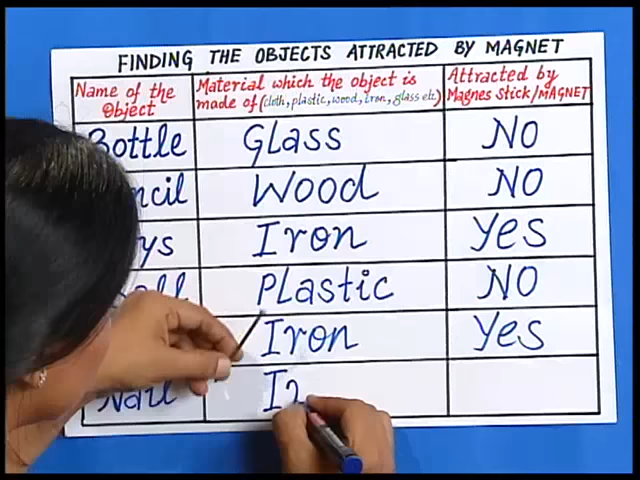 FINDING THE OBJECTS ATTRACTED BY MAGNET
Name of the Object
Material which the object is made of (cloth, plastic, wood, Iron, glass etc)
Attracted by Magnes Stick/MAGNET
Bottle Glass NO
Wood NO
Iron Yes
Plastic NO
Iron Yes
Nail